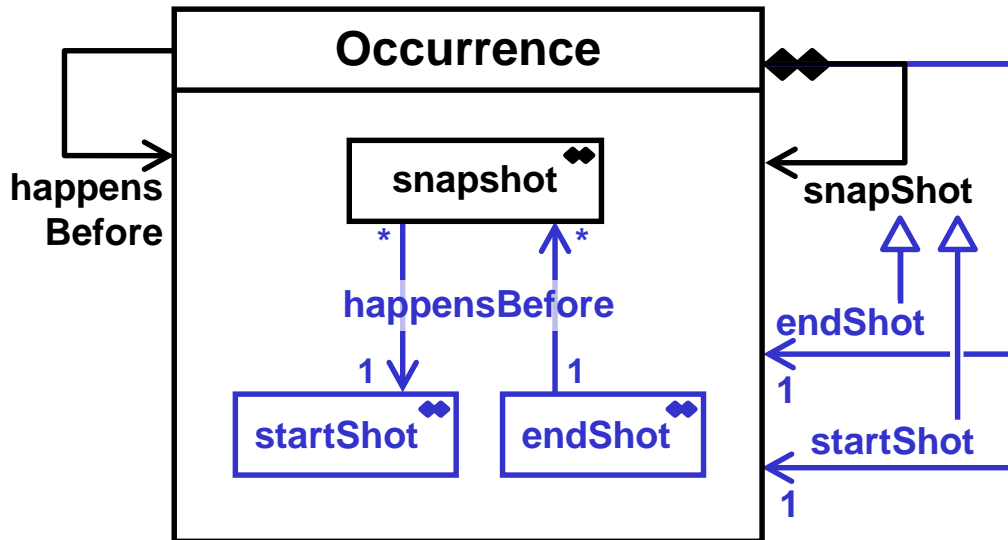 Occurrence
happens
Before
snapshot
*
*
happensBefore
1
1
startShot
endShot
snapShot
endShot
1
startShot
1